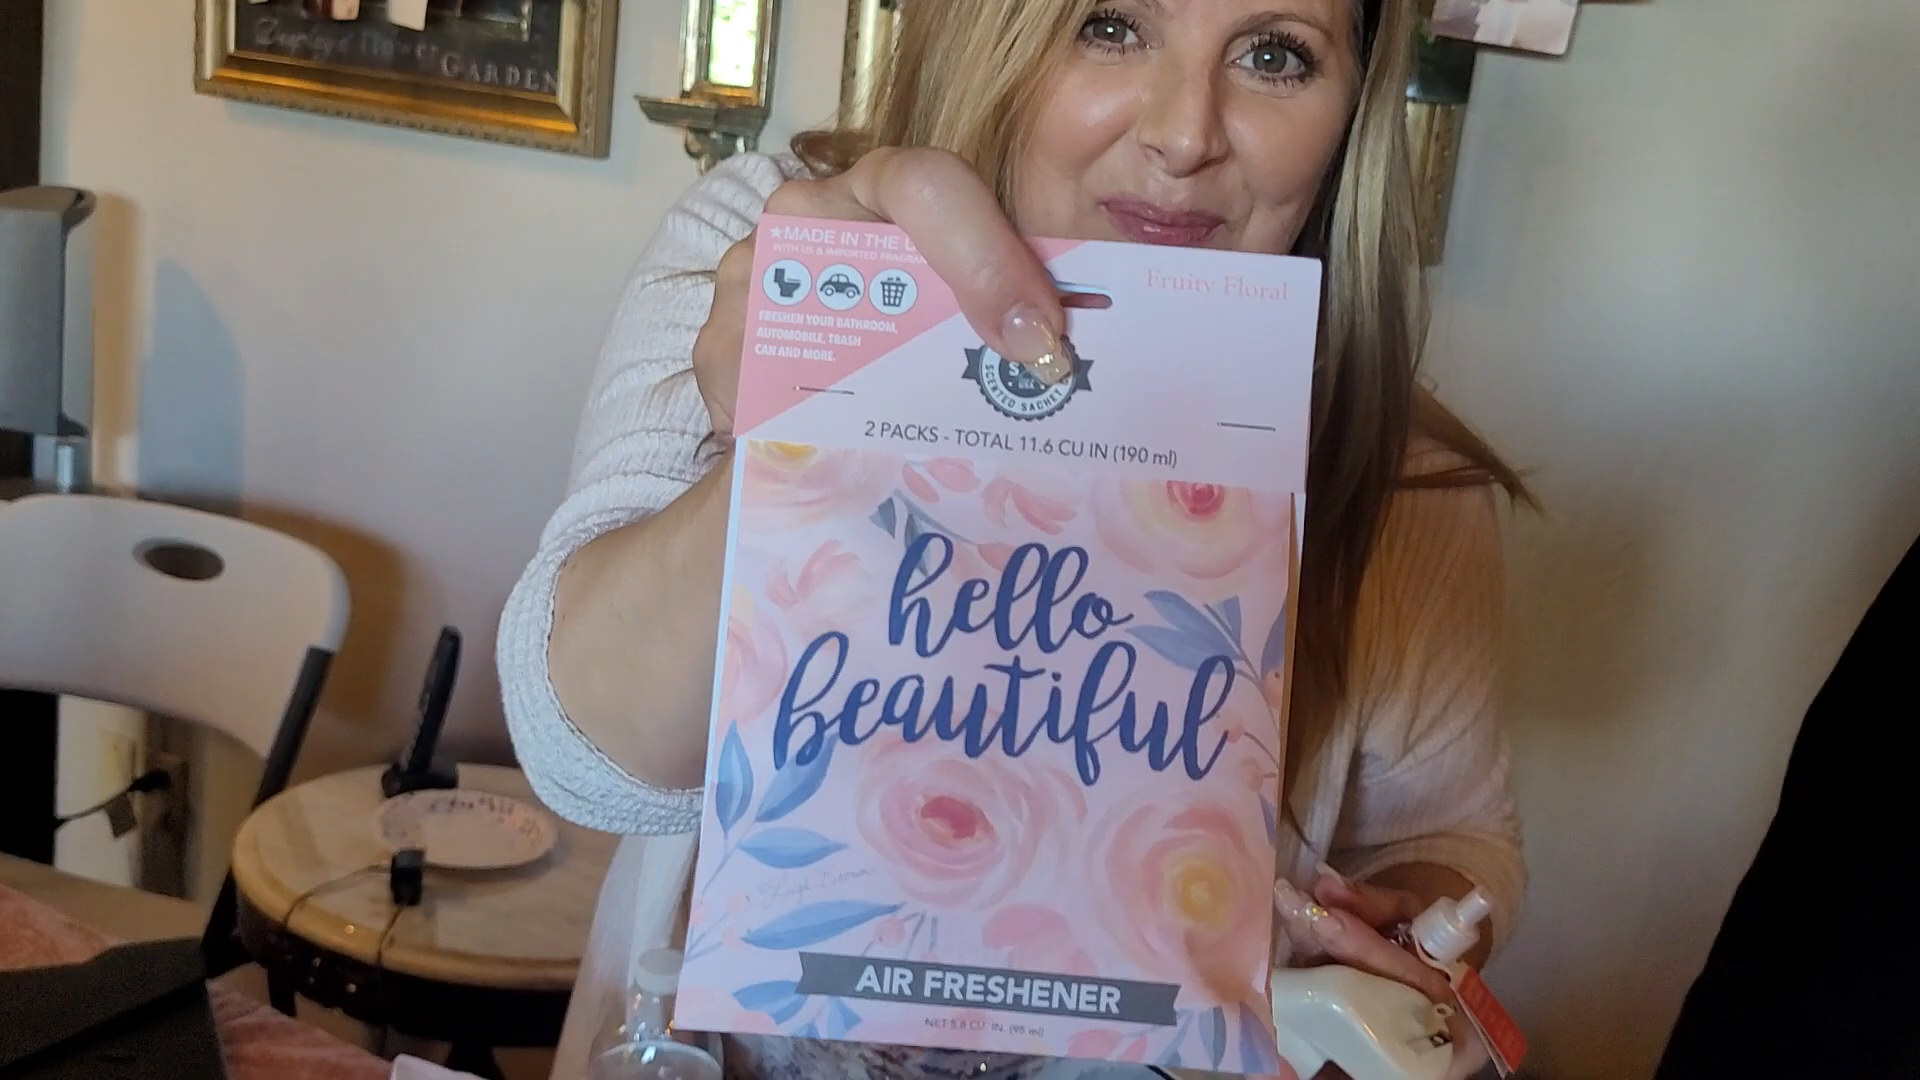 GARDEN
★MADE IN THE
WITH US & IMPORTED
FRESHEN YOUR BATHROOM,
AUTOMOBILE, TRASH
CAN AND MORE.
Fruity Floral
USA
SCENTED SACHET
2 PACKS - TOTAL 11.6 CU IN (190 ml)
hello
beautiful
AIR FRESHENER
NET 5.8 CU. IN. (95 ml)